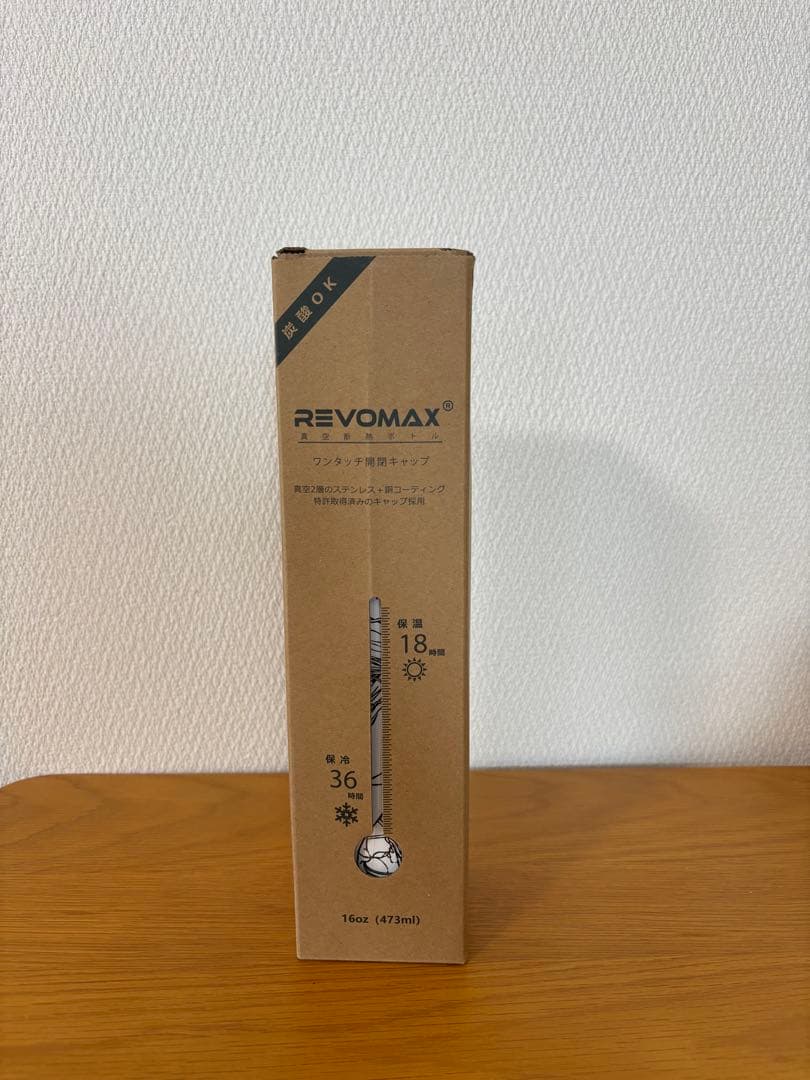 炭酸OK
REVOMAX®
真空断熱ボトル
ワンタッチ開閉キャップ
真空2層のステンレス+銅コーティング
特許取得済みのキャップ採用
保温
18時間
保冷
36時間
16oz (473ml)